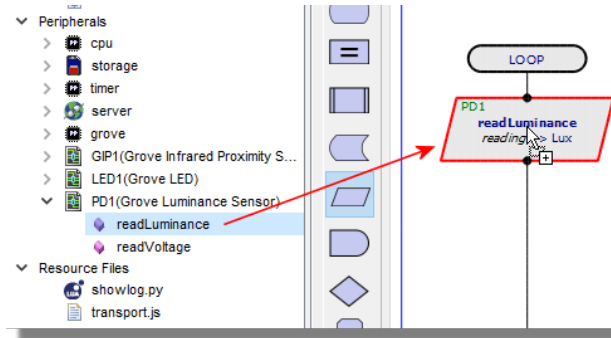 Peripherals
cpu
storage
timer
server
grove
GIP1(Grove Infrared Proximity S...
LED1(Grove LED)
PD1(Grove Luminance Sensor)
readLuminance
readVoltage
Resource Files
showlog.py
transport.js
LOOP
PD1
readLuminance
reading => Lux